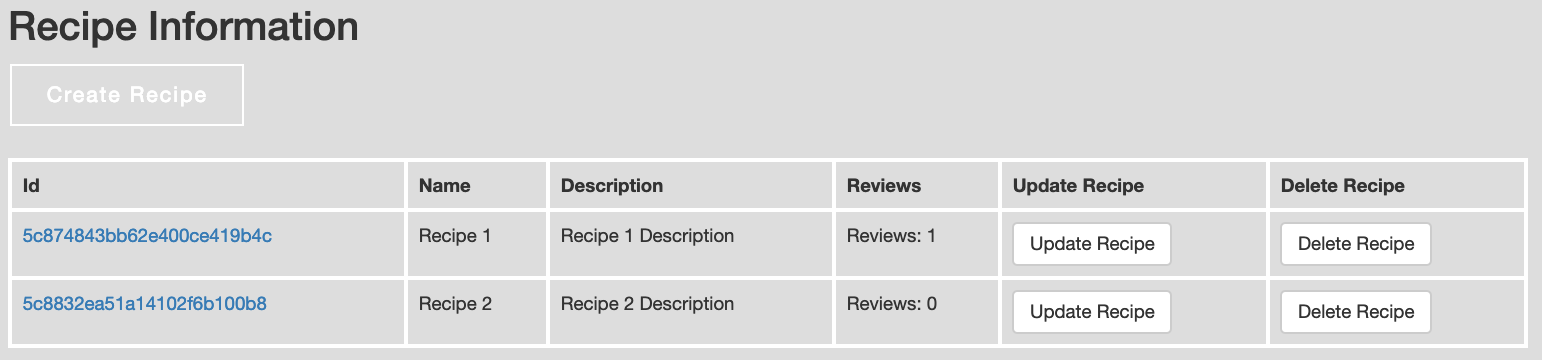 Recipe Information
Create Recipe
Id Name Description Reviews Update Recipe Delete Recipe
5c874843bb62e400ce419b4c Recipe 1 Recipe 1 Description Reviews: 1 Update Recipe Delete Recipe
5c8832ea51a14102f6b100b8 Recipe 2 Recipe 2 Description Reviews: 0 Update Recipe Delete Recipe